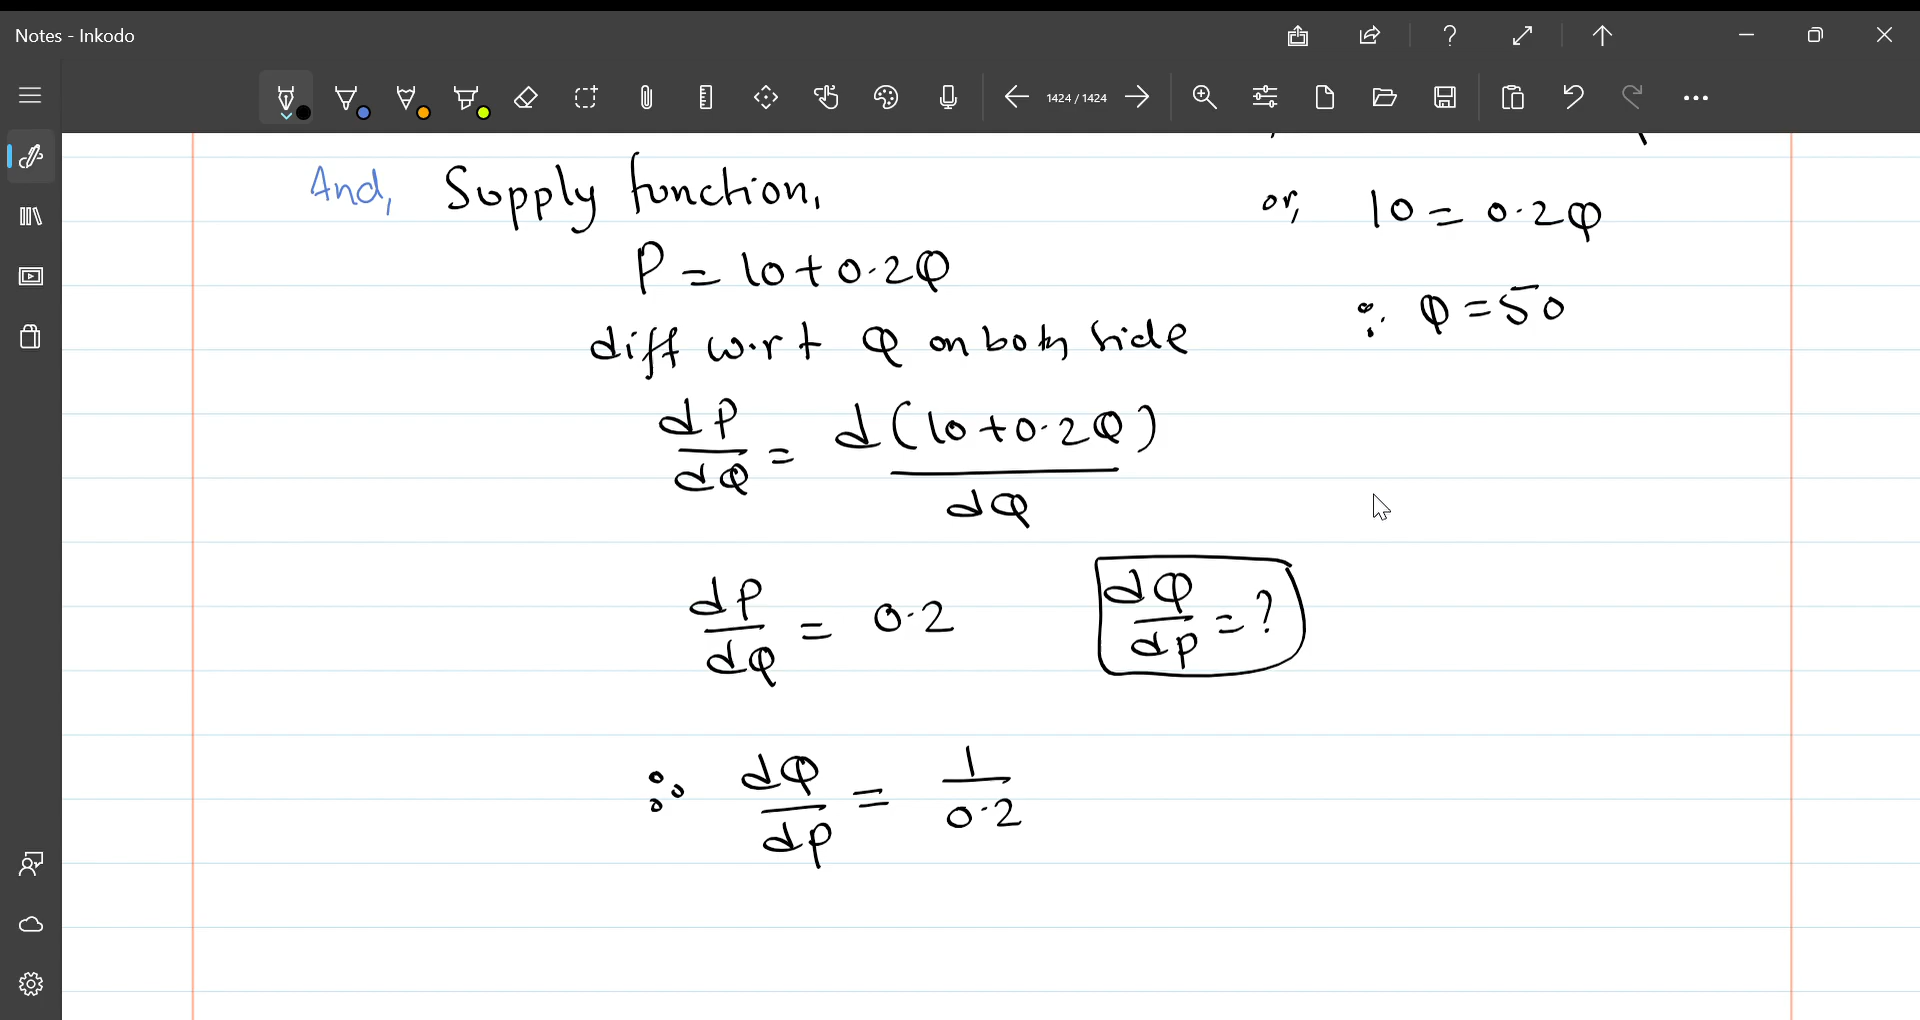 Notes - Inkodo
1424 / 1424
And, Supply function,
P = 10 + 0.2Q
diff w.r.t Q on both side
dP/dQ = d(10 + 0.2Q)/dQ
dP/dQ = 0.2
dQ/dP = ?
∴ dQ/dP = 1/0.2
or, 10 = 0.2Q
∴ Q = 50